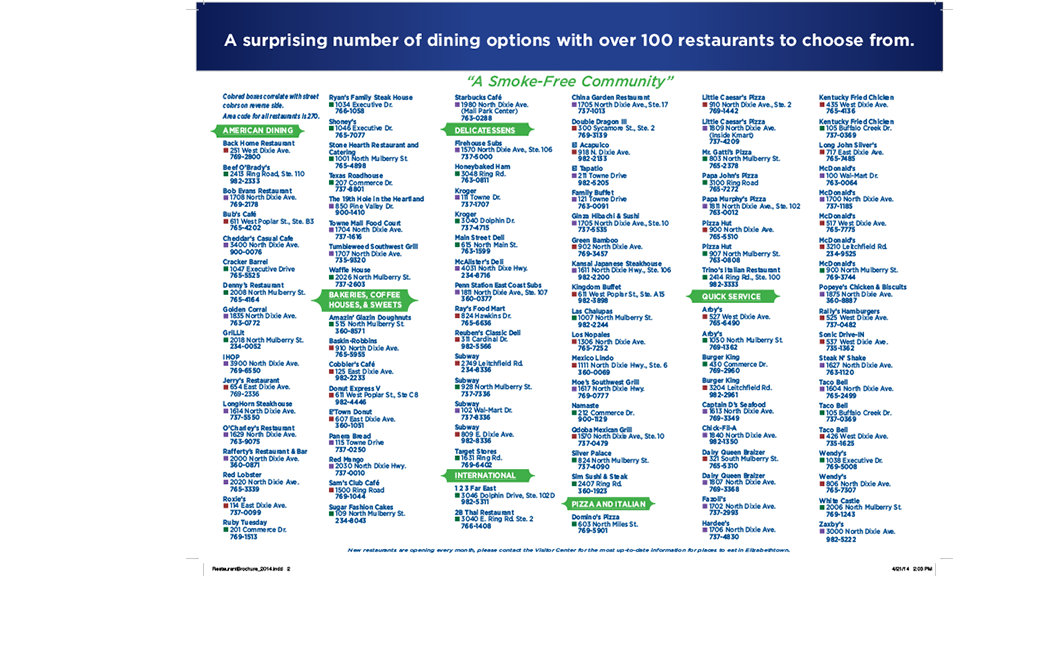 A surprising number of dining options with over 100 restaurants to choose from.
"A Smoke-Free Community"
Colored boxes correlate with street
colors on reverse side.
Area code for all restaurants is 270.
AMERICAN DINING
Back Home Restaurant
251 West Dixie Ave.
769-2800
Beef O'Brady's
2413 Ring Road, Ste. 110
982-2333
Bob Evans Restaurant
1708 North Dixie Ave.
769-2178
Bub's Café
611 West Poplar St., Ste. B3
765-4202
Cheddar's Casual Cafe
3400 North Dixie Ave.
900-0076
Cracker Barrel
1047 Executive Drive
765-5525
Denny's Restaurant
2008 North Mulberry St.
765-4164
Golden Corral
1835 North Dixie Ave.
763-0772
GriLLit
2018 North Mulberry St.
234-0052
IHOP
3900 North Dixie Ave.
769-6550
Jerry's Restaurant
654 East Dixie Ave.
769-2336
LongHorn Steakhouse
1614 North Dixie Ave.
737-5550
O'Charley's Restaurant
1629 North Dixie Ave.
763-9075
Rafferty's Restaurant & Bar
2000 North Dixie Ave.
360-0871
Red Lobster
2020 North Dixie Ave.
765-3339
Roxie's
114 East Dixie Ave.
737-0099
Ruby Tuesday
201 Commerce Dr.
769-1513
Ryan's Family Steak House
1034 Executive Dr.
766-1058
Shoney's
1046 Executive Dr.
765-7077
Stone Hearth Restaurant and
Catering
1001 North Mulberry St.
765-4898
Texas Roadhouse
207 Commerce Dr.
737-8801
The 19th Hole in the Heartland
850 Pine Valley Dr.
900-1410
Towne Mall Food Court
1704 North Dixie Ave.
737-1616
Tumbleweed Southwest Grill
1707 North Dixie Ave.
735-9320
Waffle House
2026 North Mulberry St.
737-2603
BAKERIES, COFFEE
HOUSES, & SWEETS
Amazin' Glazin Doughnuts
515 North Mulberry St.
360-8571
Baskin-Robbins
910 North Dixie Ave.
765-5955
Cobbler's Café
125 East Dixie Ave.
982-2233
Donut Express V
611 West Poplar St., Ste C8
982-4446
E'Town Donut
607 East Dixie Ave.
360-1051
Panera Bread
115 Towne Drive
737-0250
Red Mango
2030 North Dixie Hwy.
737-0010
Sam's Club Café
1500 Ring Road
769-1044
Sugar Fashion Cakes
109 North Mulberry St.
234-8043
Starbucks Café
1980 North Dixie Ave.
(Mall Park Center)
763-0288
DELICATESSENS
Firehouse Subs
1570 North Dixie Ave., Ste. 106
737-5000
Honeybaked Ham
3048 Ring Rd.
763-0811
Kroger
111 Towne Dr.
737-1707
Kroger
3040 Dolphin Dr.
737-4715
Main Street Deli
615 North Main St.
763-1599
McAlister's Deli
4031 North Dixe Hwy.
234-8716
Penn Station East Coast Subs
1811 North Dixie Ave., Ste. 107
360-0377
Ray's Food Mart
824 Hawkins Dr.
765-6636
Reuben's Classic Deli
311 Cardinal Dr.
982-5566
Subway
2749 Leitchfield Rd.
234-8336
Subway
928 North Mulberry St.
737-7336
Subway
102 Wal-Mart Dr.
737-8336
Subway
809 E. Dixie Ave.
982-8336
Target Stores
1631 Ring Rd.
769-6402
INTERNATIONAL
1 2 3 Far East
3046 Dolphin Drive, Ste. 102D
982-5311
2B Thai Restaurant
3040 E. Ring Rd. Ste. 2
766-1408
China Garden Restaurant
1705 North Dixie Ave., Ste. 17
737-1013
Double Dragon III
300 Sycamore St., Ste. 2
769-3139
El Acapulco
918 N. Dixie Ave.
982-2133
El Tapatio
211 Towne Drive
982-5205
Family Buffet
121 Towne Drive
763-0091
Ginza Hibachi & Sushi
1705 North Dixie Ave., Ste. 10
737-5535
Green Bamboo
902 North Dixie Ave.
769-3457
Kansai Japanese Steakhouse
1611 North Dixie Hwy., Ste. 106
982-2200
Kingdom Buffet
611 West Poplar St., Ste. A15
982-3898
Las Chalupas
1007 North Mulberry St.
982-2244
Los Nopales
1306 North Dixie Ave.
765-7252
Mexico Lindo
1111 North Dixie Hwy., Ste. 6
360-0069
Moe's Southwest Grill
1617 North Dixie Hwy.
769-0777
Namaste
212 Commerce Dr.
900-1129
Qdoba Mexican Grill
1570 North Dixie Ave., Ste. 10
737-0479
Silver Palace
824 North Mulberry St.
737-4090
Sim Sushi & Steak
2407 Ring Rd.
360-1923
PIZZA AND ITALIAN
Domino's Pizza
603 North Miles St.
769-5901
Little Caesar's Pizza
910 North Dixie Ave., Ste. 2
769-1442
Little Caesar's Pizza
1809 North Dixie Ave.
(Inside Kmart)
737-4209
Mr. Gatti's Pizza
803 North Mulberry St.
765-2378
Papa John's Pizza
3100 Ring Road
765-7272
Papa Murphy's Pizza
1811 North Dixie Ave., Ste. 102
763-0012
Pizza Hut
900 North Dixie Ave.
765-5510
Pizza Hut
907 North Mulberry St.
763-0808
Trino's Italian Restaurant
2414 Ring Rd., Ste. 100
982-3333
QUICK SERVICE
Arby's
527 West Dixie Ave.
765-6490
Arby's
1050 North Mulberry St.
769-1362
Burger King
430 Commerce Dr.
769-2960
Burger King
3204 Leitchfield Rd.
982-2961
Captain D's Seafood
1613 North Dixie Ave.
769-3349
Chick-Fil-A
1840 North Dixie Ave.
982-1350
Dairy Queen Brazier
321 South Mulberry St.
765-6310
Dairy Queen Brazier
1807 North Dixie Ave.
769-3368
Fazoli's
1702 North Dixie Ave.
737-2993
Hardee's
1706 North Dixie Ave.
737-4830
Kentucky Fried Chicken
435 West Dixie Ave.
765-4136
Kentucky Fried Chicken
105 Buffalo Creek Dr.
737-0369
Long John Silver's
717 East Dixie Ave.
765-7485
McDonald's
100 Wal-Mart Dr.
763-0064
McDonald's
1700 North Dixie Ave.
737-1185
McDonald's
517 West Dixie Ave.
765-7775
McDonald's
3210 Leitchfield Rd.
234-9525
McDonald's
900 North Mulberry St.
769-3744
Popeye's Chicken & Biscuits
1875 North Dixie Ave.
360-8887
Rally's Hamburgers
525 West Dixie Ave.
737-0482
Sonic Drive-IN
537 West Dixie Ave.
735-1362
Steak N' Shake
1627 North Dixie Ave.
763-1120
Taco Bell
1604 North Dixie Ave.
765-2499
Taco Bell
105 Buffalo Creek Dr.
737-0369
Taco Bell
426 West Dixie Ave.
735-1625
Wendy's
1038 Executive Dr.
769-5008
Wendy's
806 North Dixie Ave.
765-7307
White Castle
2006 North Mulberry St.
769-1243
Zaxby's
3000 North Dixie Ave.
982-5222
New restaurants are opening every month, please contact the Visitor Center for the most up-to-date information for places to eat in Elizabethtown.
RestaurantBrochure_2014.indd 2
4/21/14 2:03 PM